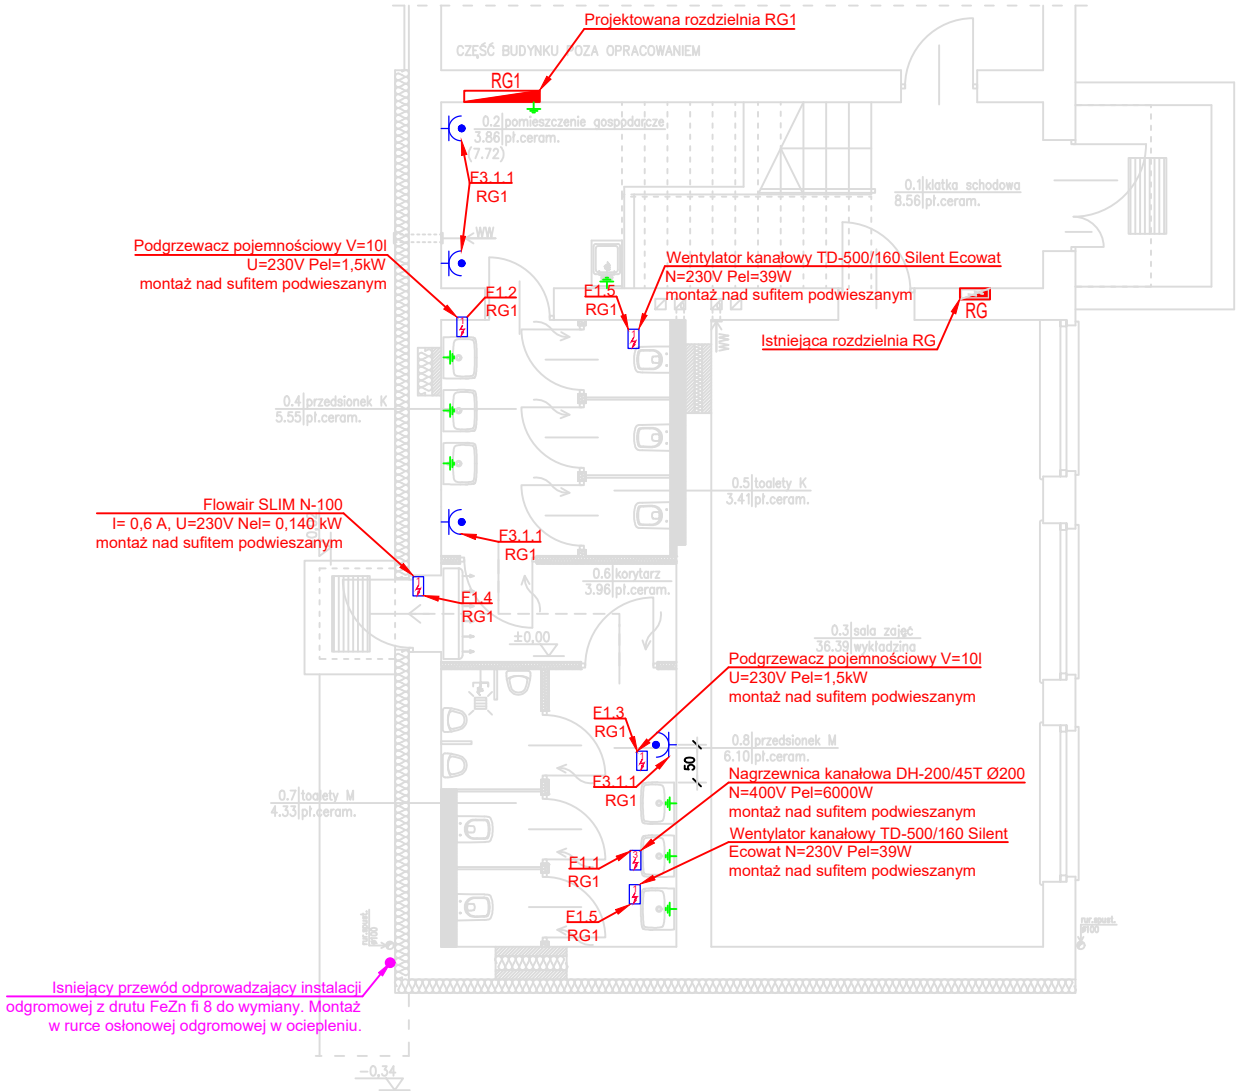 Projektowana rozdzielnia RG1
CZĘŚĆ BUDYNKU POZA OPRACOWANIEM
RG1
0.2|pomieszczenie gospodarcze
3.86|pł.ceram.
(7.72)
F3.1.1
RG1
0.1|klatka schodowa
8.56|pł.ceram.
WW
Podgrzewacz pojemnościowy V=10l
U=230V Pel=1,5kW
montaż nad sufitem podwieszanym
Wentylator kanałowy TD-500/160 Silent Ecowat
N=230V Pel=39W
montaż nad sufitem podwieszanym
F1.2
RG1
F1.5
RG1
RG
Istniejąca rozdzielnia RG
WW
0.4|przedsionek K
5.55|pł.ceram.
0.5|toalety K
3.41|pł.ceram.
Flowair SLIM N-100
I= 0,6 A, U=230V Nel= 0,140 kW
montaż nad sufitem podwieszanym
F3.1.1
RG1
0.6|korytarz
3.96|pł.ceram.
F1.4
RG1
±0,00
0.3|sala zajęć
36.39|wykładzina
Podgrzewacz pojemnościowy V=10l
U=230V Pel=1,5kW
montaż nad sufitem podwieszanym
F1.3
RG1
0.8|przedsionek M
6.10|pł.ceram.
50
F3.1.1
RG1
Nagrzewnica kanałowa DH-200/45T Ø200
N=400V Pel=6000W
montaż nad sufitem podwieszanym
0.7|toalety M
4.33|pł.ceram.
Wentylator kanałowy TD-500/160 Silent
Ecowat N=230V Pel=39W
montaż nad sufitem podwieszanym
F1.1
RG1
F1.5
RG1
rur.spust.
Ø100
rur.spust.
Ø100
Isniejący przewód odprowadzający instalacji
odgromowej z drutu FeZn fi 8 do wymiany. Montaż
w rurce osłonowej odgromowej w ociepleniu.
-0,34